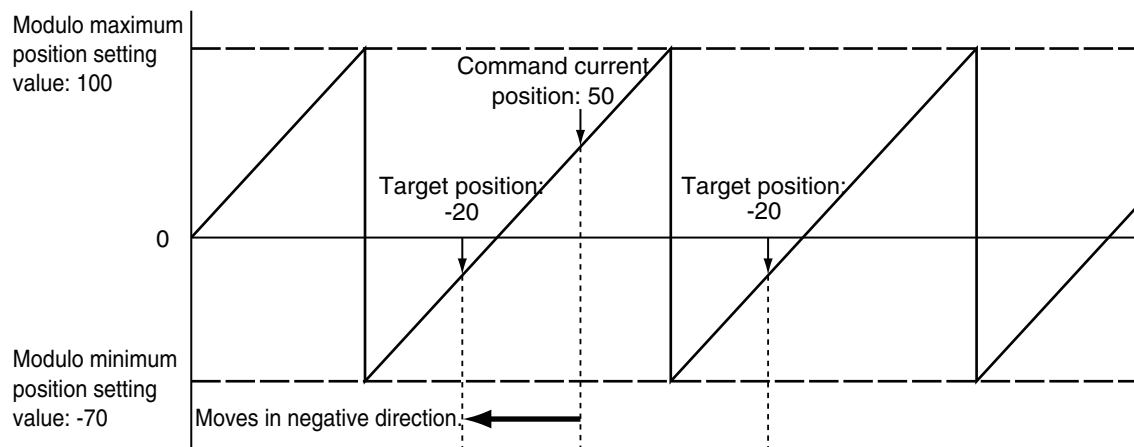 Modulo maximum
position setting
value: 100
Command current
position: 50
Target position:
-20
Target position:
-20
0
Modulo minimum
position setting
value: -70
Moves in negative direction.